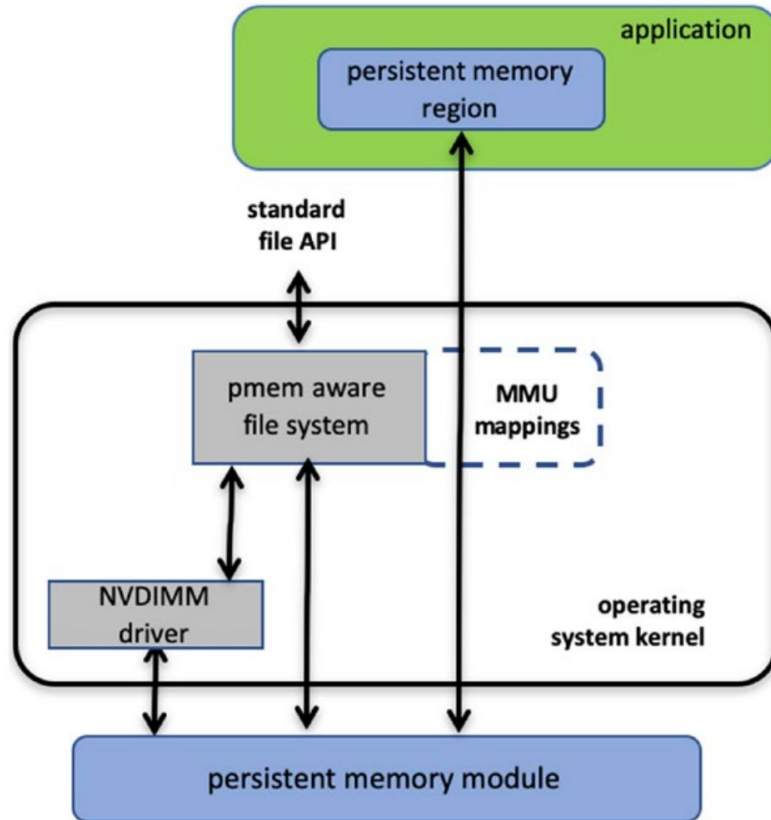 application
persistent memory
region
standard
file API
pmem aware
file system
MMU
mappings
NVDIMM
driver
operating
system kernel
persistent memory module